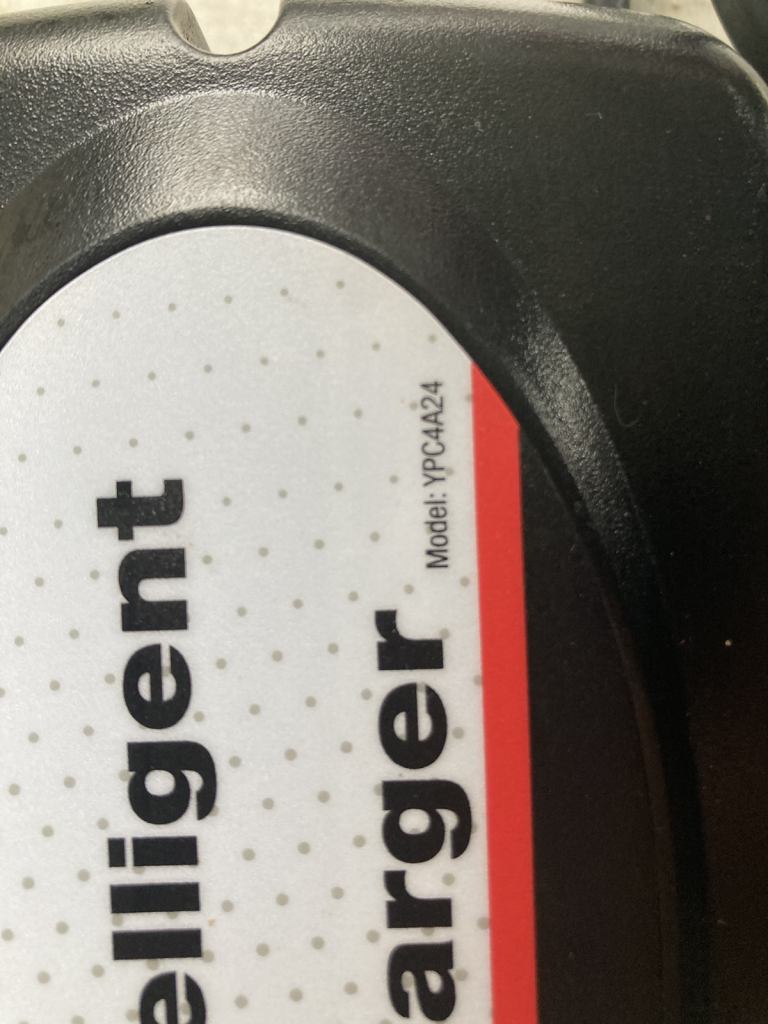 elligent
arger
Model: YPC4A24